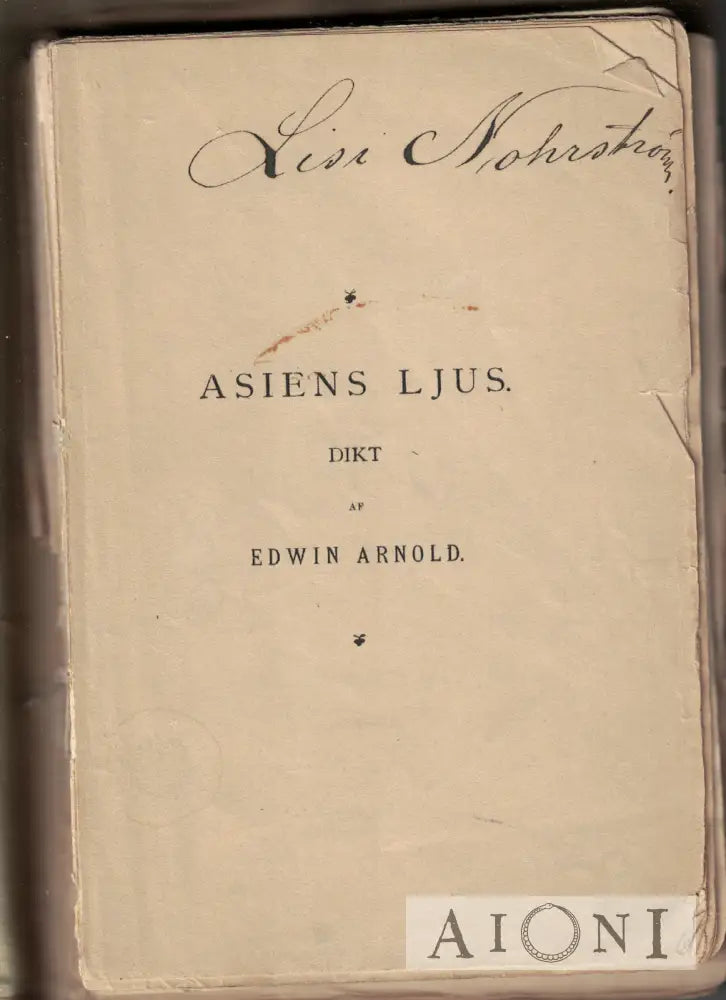 Lisi Nohrström.
ASIENS LJUS.
DIKT
AF
EDWIN ARNOLD.
AIONI